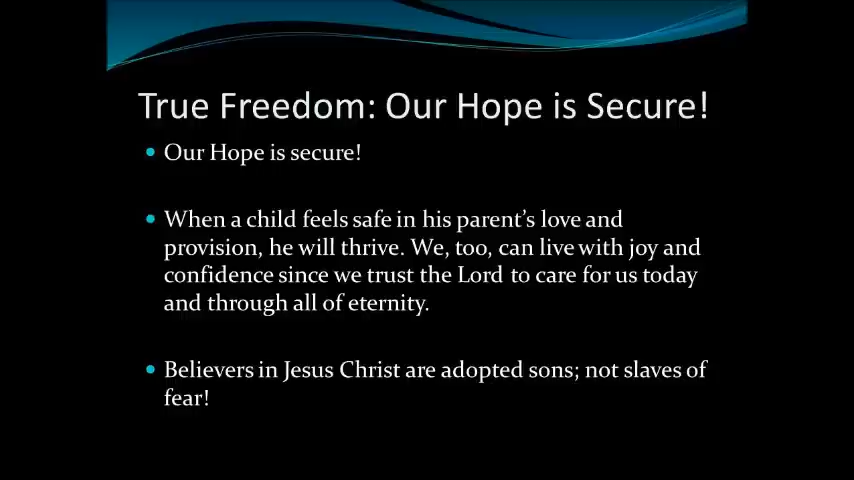 True Freedom: Our Hope is Secure!
• Our Hope is secure!
• When a child feels safe in his parent’s love and
provision, he will thrive. We, too, can live with joy and
confidence since we trust the Lord to care for us today
and through all of eternity.
• Believers in Jesus Christ are adopted sons; not slaves of
fear!